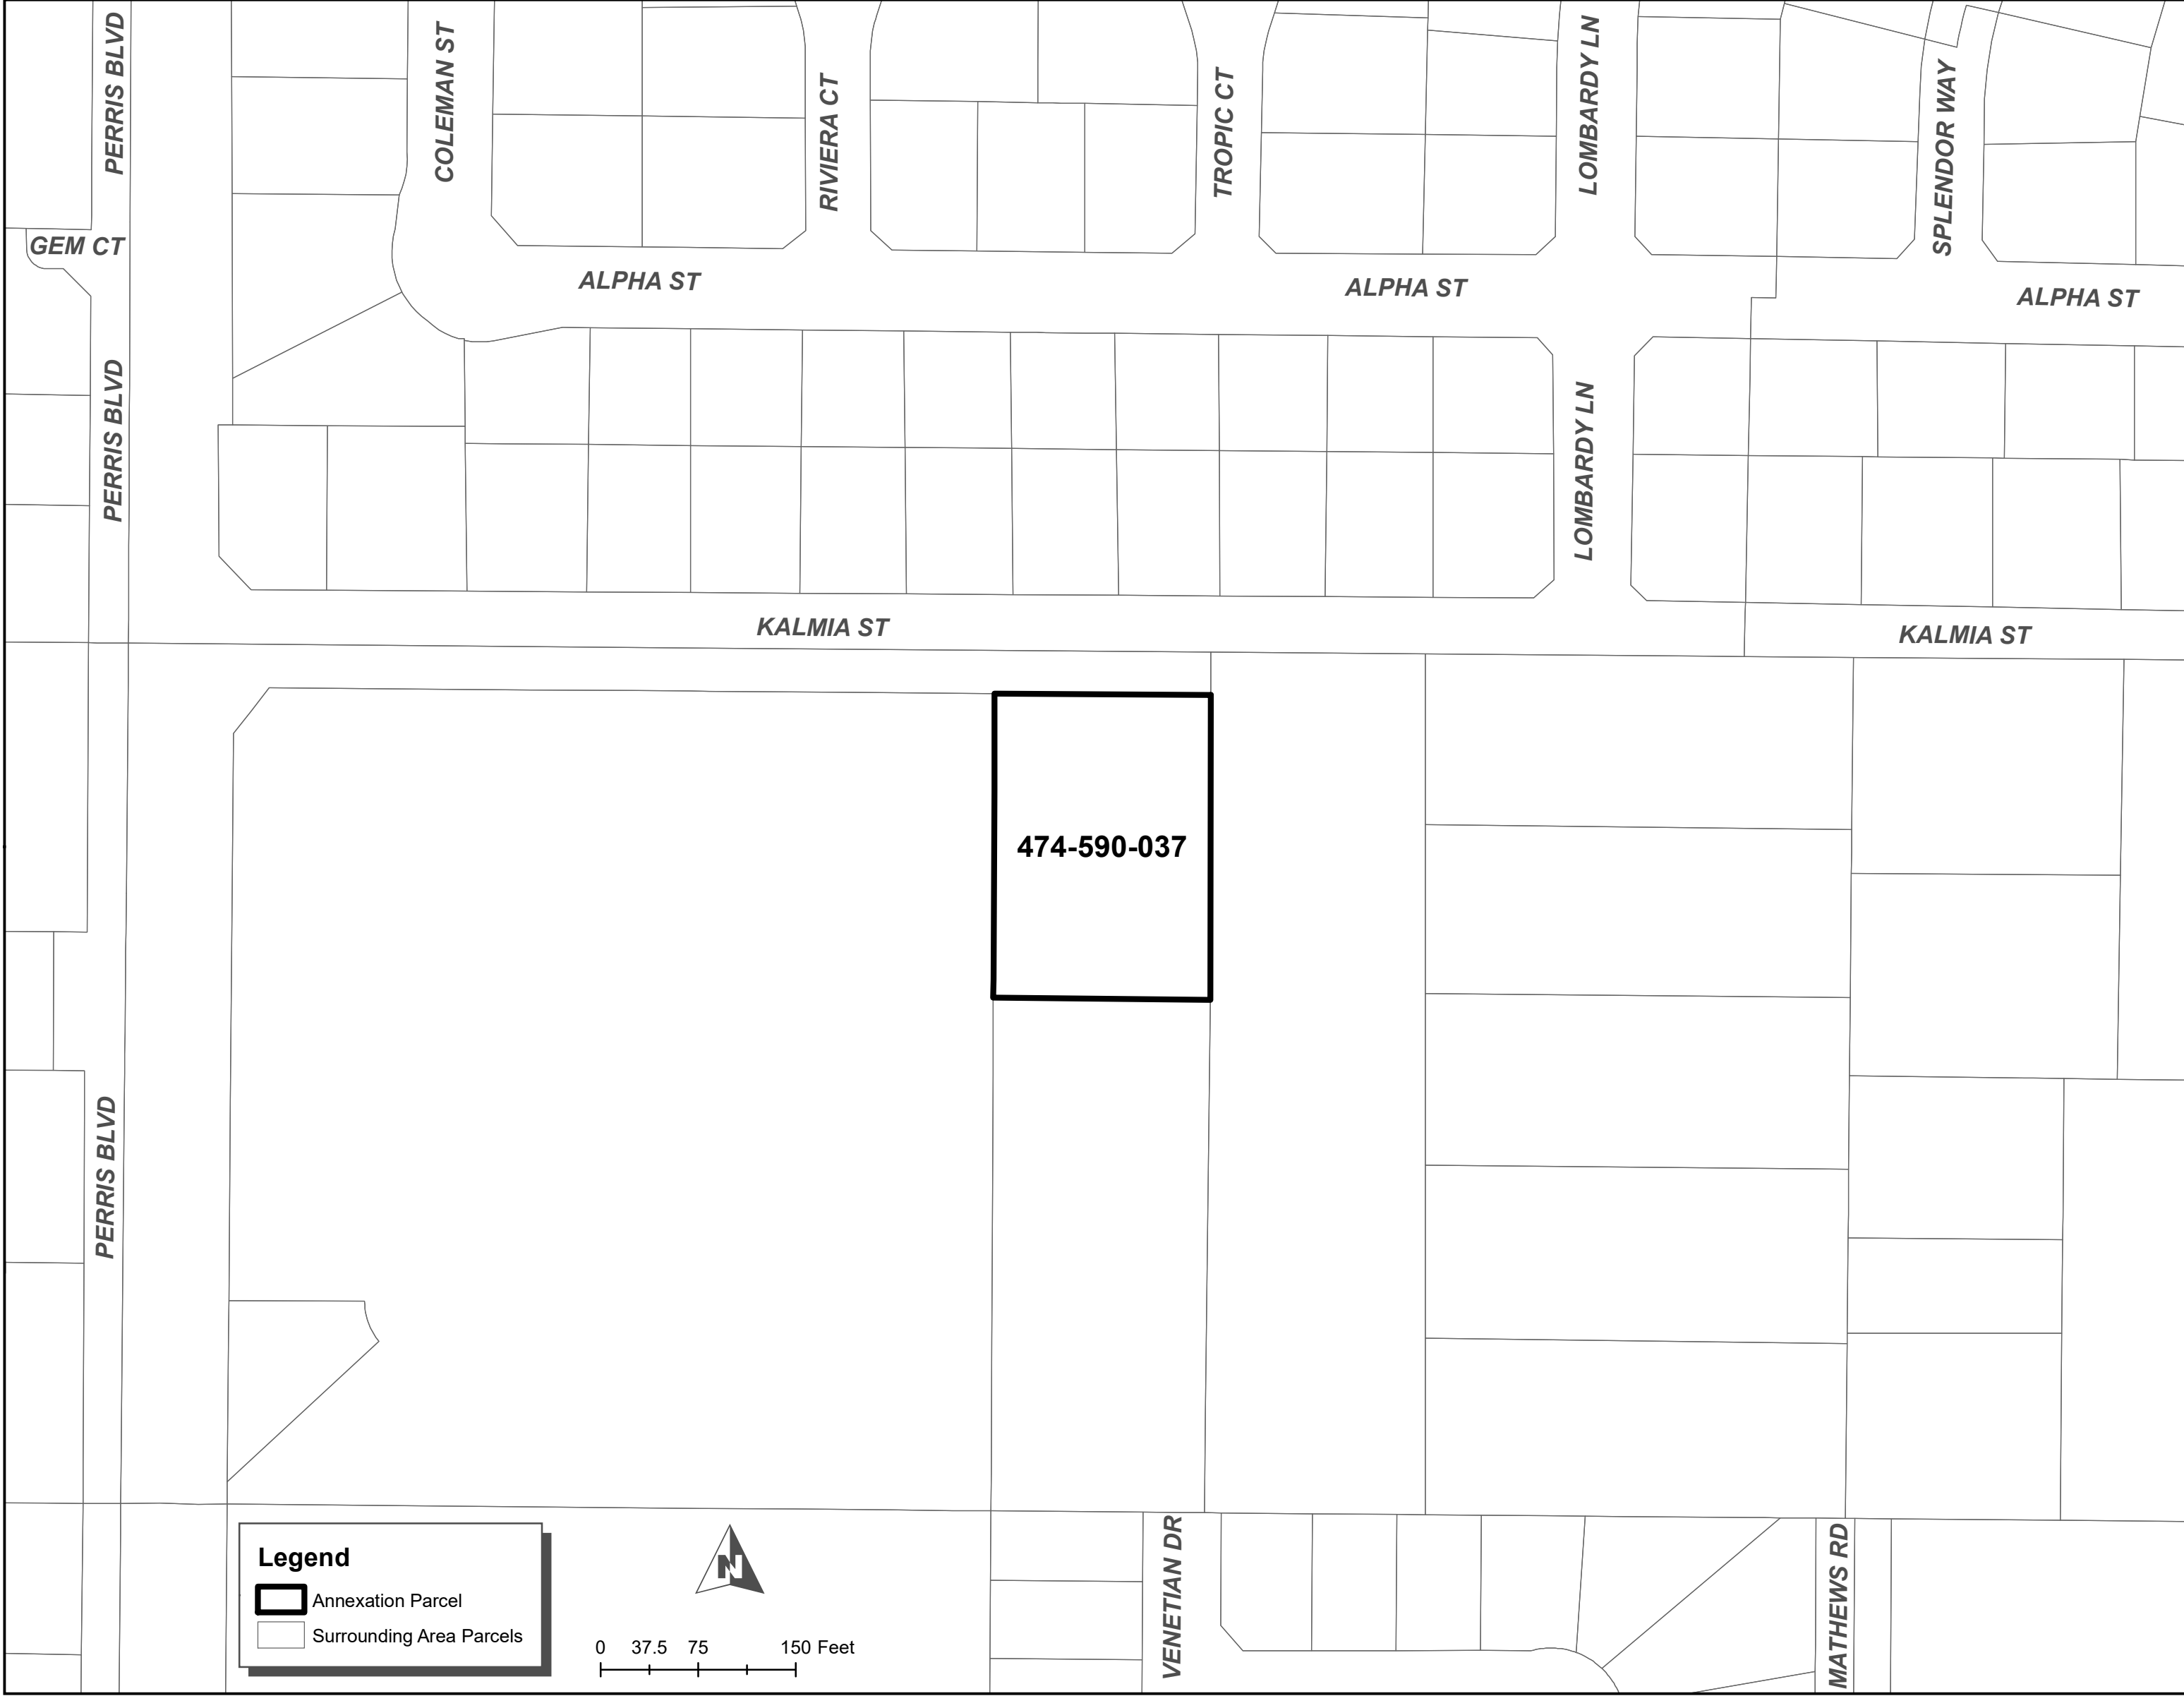 PERRIS BLVD
COLEMAN ST
RIVIERA CT
TROPIC CT
LOMBARDY LN
SPLENDOR WAY
GEM CT
ALPHA ST
ALPHA ST
ALPHA ST
PERRIS BLVD
LOMBARDY LN
KALMIA ST
KALMIA ST
474-590-037
PERRIS BLVD
VENETIAN DR
MATHEWS RD
Legend
Annexation Parcel
Surrounding Area Parcels
N
0 37.5 75 150 Feet